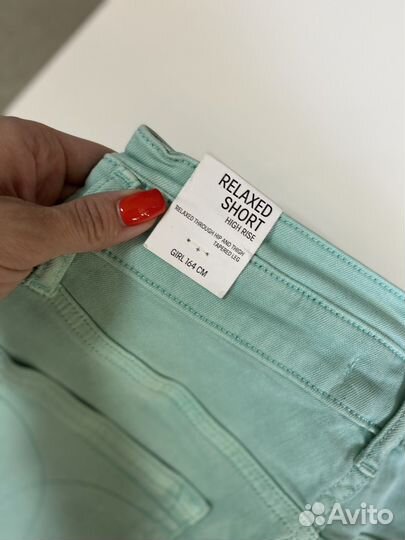 RELAXED
SHORT
HIGH RISE
RELAXED THROUGH HIP AND THIGH
TAPERED LEG
GIRL 164 CM
Avito